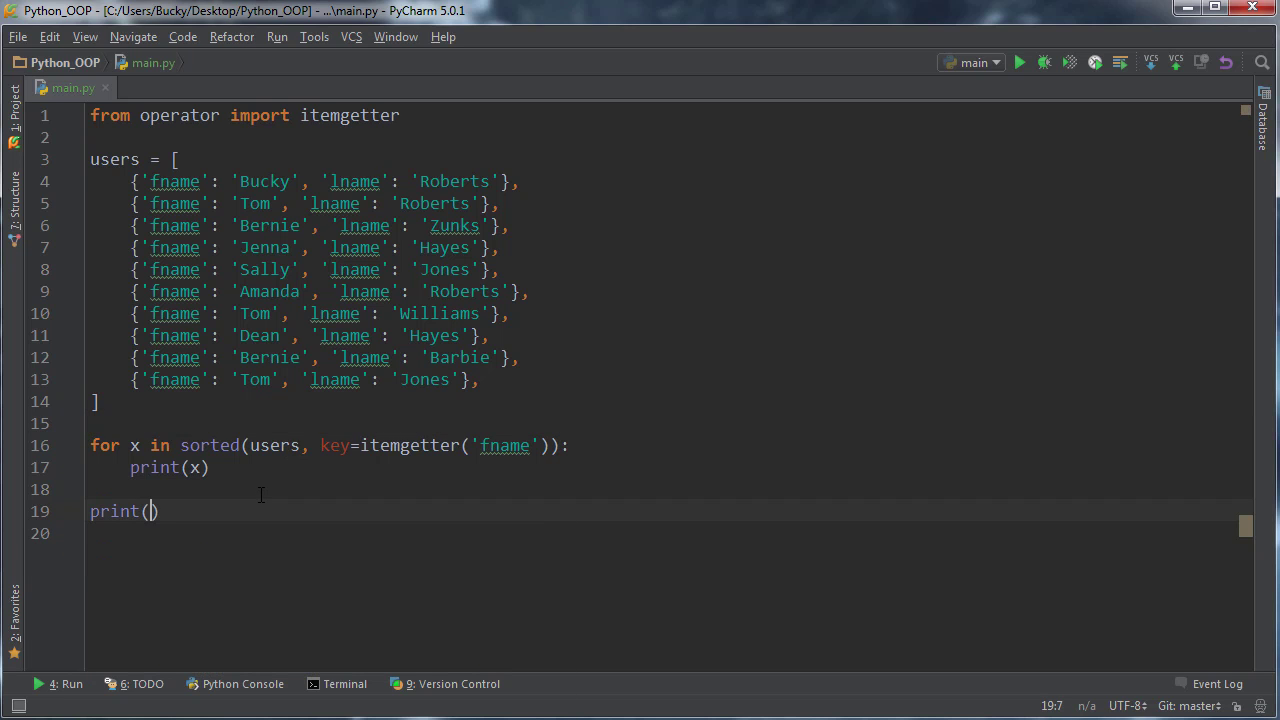 Python_OOP - [C:/Users/Bucky/Desktop/Python_OOP] - ...\main.py - PyCharm 5.0.1
File Edit View Navigate Code Refactor Run Tools VCS Window Help
Python_OOP main.py main VCS VCS
main.py
1: Project
7: Structure
2: Favorites
Database
1 from operator import itemgetter
2
3 users = [
4 {'fname': 'Bucky', 'lname': 'Roberts'},
5 {'fname': 'Tom', 'lname': 'Roberts'},
6 {'fname': 'Bernie', 'lname': 'Zunks'},
7 {'fname': 'Jenna', 'lname': 'Hayes'},
8 {'fname': 'Sally', 'lname': 'Jones'},
9 {'fname': 'Amanda', 'lname': 'Roberts'},
10 {'fname': 'Tom', 'lname': 'Williams'},
11 {'fname': 'Dean', 'lname': 'Hayes'},
12 {'fname': 'Bernie', 'lname': 'Barbie'},
13 {'fname': 'Tom', 'lname': 'Jones'},
14 ]
15
16 for x in sorted(users, key=itemgetter('fname')):
17 print(x)
18
19 print()
20
4: Run 6: TODO Python Console Terminal 9: Version Control Event Log
19:7 n/a UTF-8 Git: master